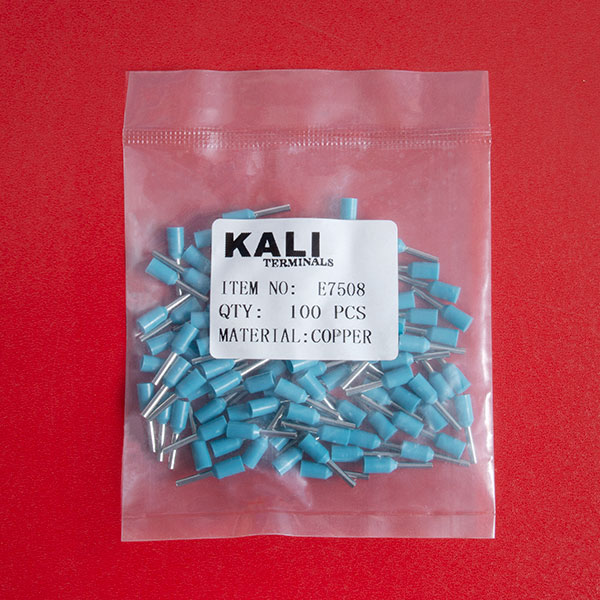 KALI
TERMINALS
ITEM NO: E7508
QTY: 100 PCS
MATERIAL:COPPER